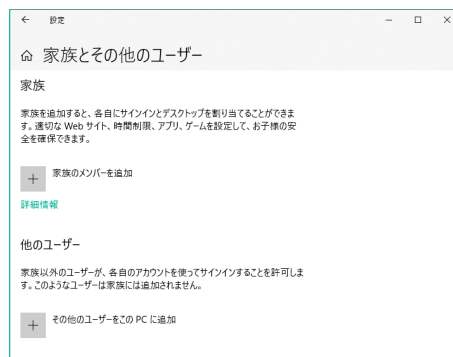 設定
家族とその他のユーザー
家族
家族を追加すると、各自にサインインとデスクトップを割り当てることができま
す。適切な Web サイト、時間制限、アプリ、ゲームを設定して、お子様の安
全を確保できます。
家族のメンバーを追加
詳細情報
他のユーザー
家族以外のユーザーが、各自のアカウントを使ってサインインすることを許可しま
す。このようなユーザーは家族には追加されません。
その他のユーザーをこの PC に追加